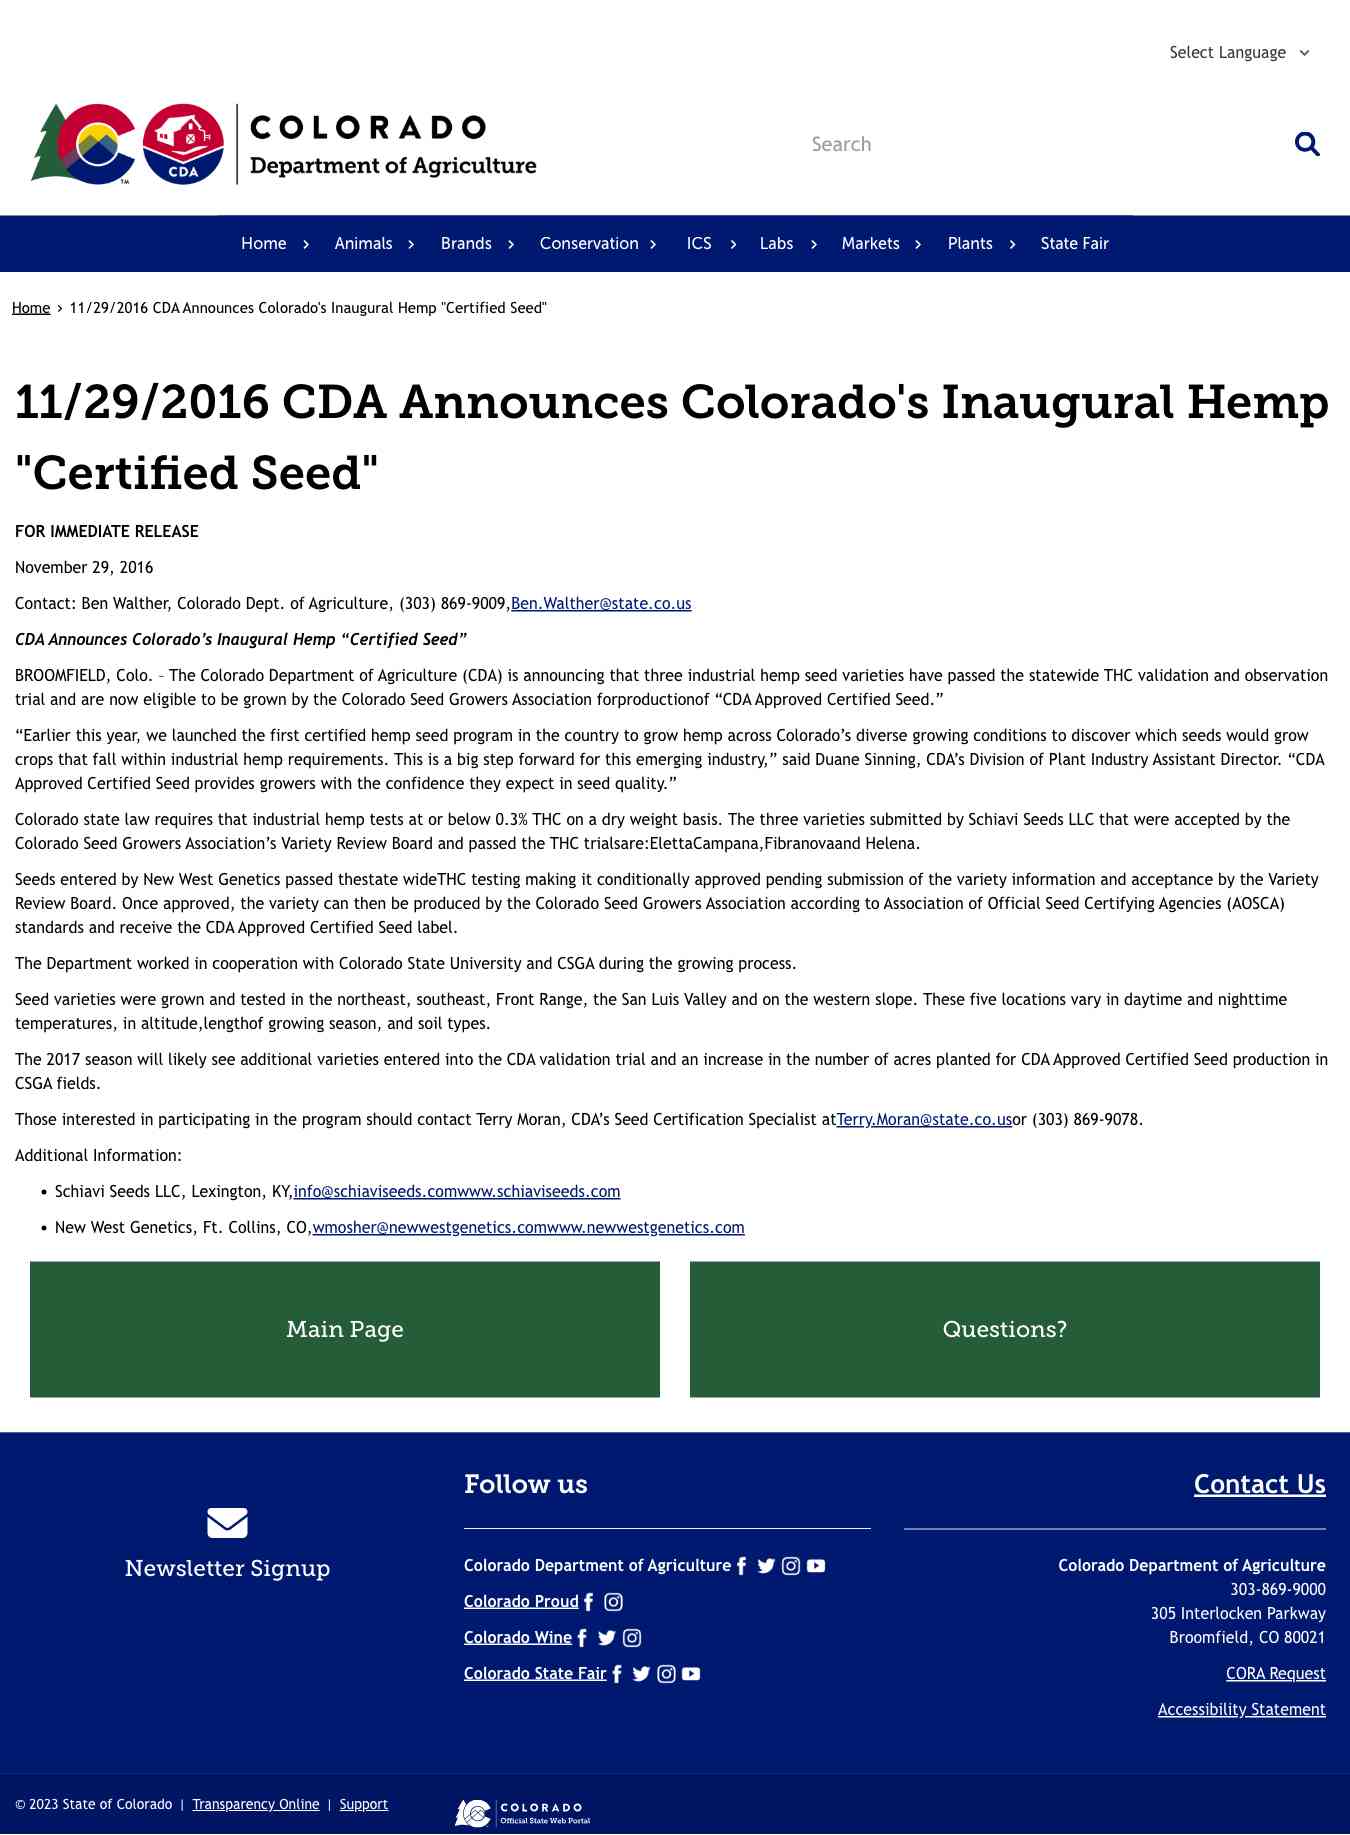 Select Language
CDA
TM
COLORADO
Department of Agriculture
Search
Home Animals Brands Conservation ICS Labs Markets Plants State Fair
Home › 11/29/2016 CDA Announces Colorado's Inaugural Hemp "Certified Seed"
11/29/2016 CDA Announces Colorado's Inaugural Hemp
"Certified Seed"
FOR IMMEDIATE RELEASE
November 29, 2016
Contact: Ben Walther, Colorado Dept. of Agriculture, (303) 869-9009,Ben.Walther@state.co.us
CDA Announces Colorado’s Inaugural Hemp “Certified Seed”
BROOMFIELD, Colo. – The Colorado Department of Agriculture (CDA) is announcing that three industrial hemp seed varieties have passed the statewide THC validation and observation
trial and are now eligible to be grown by the Colorado Seed Growers Association forproductionof “CDA Approved Certified Seed.”
“Earlier this year, we launched the first certified hemp seed program in the country to grow hemp across Colorado’s diverse growing conditions to discover which seeds would grow
crops that fall within industrial hemp requirements. This is a big step forward for this emerging industry,” said Duane Sinning, CDA’s Division of Plant Industry Assistant Director. “CDA
Approved Certified Seed provides growers with the confidence they expect in seed quality.”
Colorado state law requires that industrial hemp tests at or below 0.3% THC on a dry weight basis. The three varieties submitted by Schiavi Seeds LLC that were accepted by the
Colorado Seed Growers Association’s Variety Review Board and passed the THC trialsare:ElettaCampana,Fibranovaand Helena.
Seeds entered by New West Genetics passed thestate wideTHC testing making it conditionally approved pending submission of the variety information and acceptance by the Variety
Review Board. Once approved, the variety can then be produced by the Colorado Seed Growers Association according to Association of Official Seed Certifying Agencies (AOSCA)
standards and receive the CDA Approved Certified Seed label.
The Department worked in cooperation with Colorado State University and CSGA during the growing process.
Seed varieties were grown and tested in the northeast, southeast, Front Range, the San Luis Valley and on the western slope. These five locations vary in daytime and nighttime
temperatures, in altitude,lengthof growing season, and soil types.
The 2017 season will likely see additional varieties entered into the CDA validation trial and an increase in the number of acres planted for CDA Approved Certified Seed production in
CSGA fields.
Those interested in participating in the program should contact Terry Moran, CDA’s Seed Certification Specialist atTerry.Moran@state.co.usor (303) 869-9078.
Additional Information:
• Schiavi Seeds LLC, Lexington, KY,info@schiaviseeds.comwww.schiaviseeds.com
• New West Genetics, Ft. Collins, CO,wmosher@newwestgenetics.comwww.newwestgenetics.com
Main Page
Questions?
Newsletter Signup
Follow us
Colorado Department of Agriculture
Colorado Proud
Colorado Wine
Colorado State Fair
Contact Us
Colorado Department of Agriculture
303-869-9000
305 Interlocken Parkway
Broomfield, CO 80021
CORA Request
Accessibility Statement
© 2023 State of Colorado | Transparency Online | Support
COLORADO
Official State Web Portal